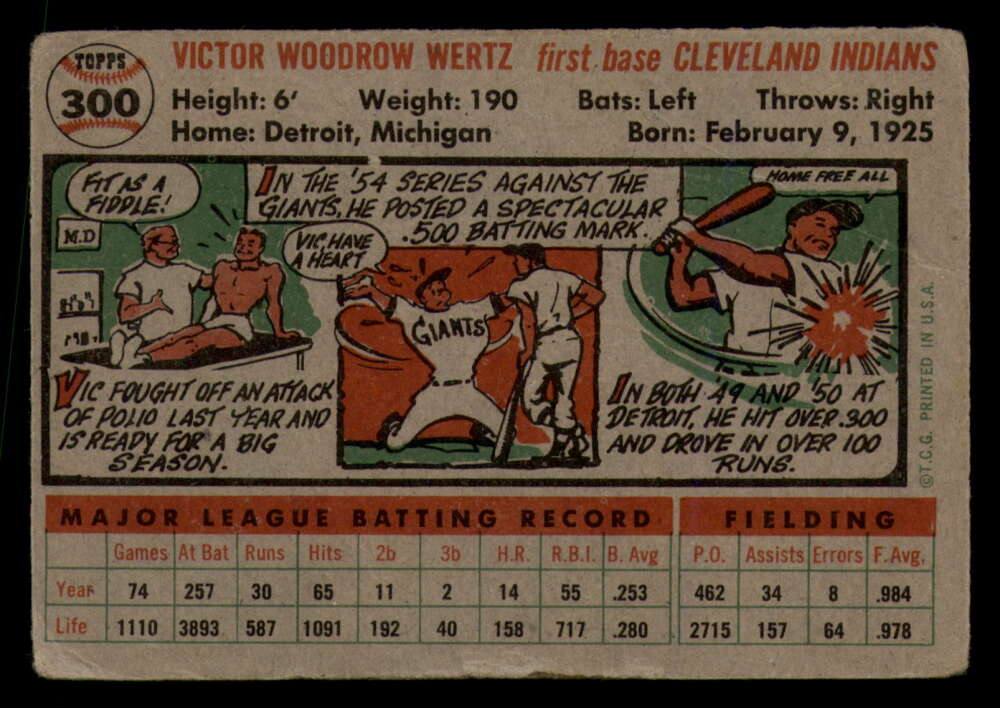 TOPPS
300
VICTOR WOODROW WERTZ first base CLEVELAND INDIANS
Height: 6' Weight: 190 Bats: Left Throws: Right
Home: Detroit, Michigan Born: February 9, 1925
FIT AS A
FIDDLE!
M.D
VIC FOUGHT OFF AN ATTACK
OF POLIO LAST YEAR AND
IS READY FOR A BIG
SEASON.
IN THE '54 SERIES AGAINST THE
GIANTS, HE POSTED A SPECTACULAR
.500 BATTING MARK.
VIC, HAVE
A HEART
GIANTS
HOME FREE ALL
IN BOTH '49 AND '50 AT
DETROIT, HE HIT OVER .300
AND DROVE IN OVER 100
RUNS.
©T.C.G. PRINTED IN U.S.A.
MAJOR LEAGUE BATTING RECORD FIELDING
Games At Bat Runs Hits 2b 3b H.R. R.B.I. B. Avg P.O. Assists Errors F. Avg.
Year 74 257 30 65 11 2 14 55 .253 462 34 8 .984
Life 1110 3893 587 1091 192 40 158 717 .280 2715 157 64 .978